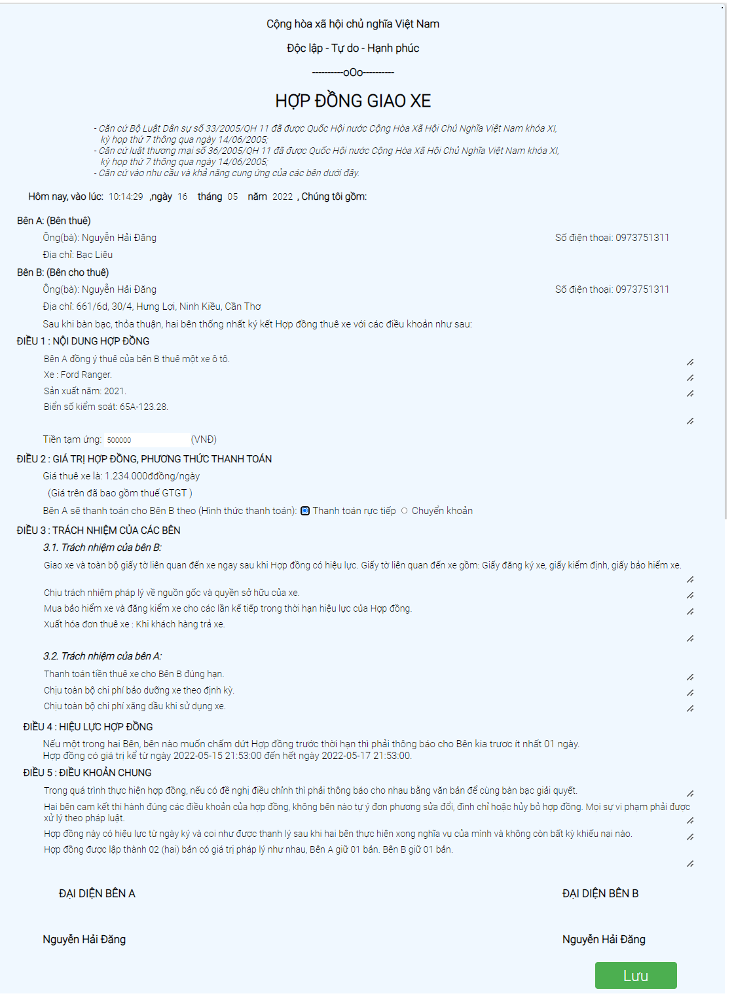 Cộng hòa xã hội chủ nghĩa Việt Nam
Độc lập - Tự do - Hạnh phúc
----------oOo----------
HỢP ĐỒNG GIAO XE
- Căn cứ Bộ Luật Dân sự số 33/2005/QH 11 đã được Quốc Hội nước Cộng Hòa Xã Hội Chủ Nghĩa Việt Nam khóa XI,
kỳ họp thứ 7 thông qua ngày 14/06/2005;
- Căn cứ luật thương mại số 36/2005/QH 11 đã được Quốc Hội nước Cộng Hòa Xã Hội Chủ Nghĩa Việt Nam khóa XI,
kỳ họp thứ 7 thông qua ngày 14/06/2005;
- Căn cứ vào nhu cầu và khả năng cung ứng của các bên dưới đây.
Hôm nay, vào lúc: 10:14:29 ,ngày 16 tháng 05 năm 2022 , Chúng tôi gồm:
Bên A: (Bên thuê)
Ông(bà): Nguyễn Hải Đăng Số điện thoại: 0973751311
Địa chỉ: Bạc Liêu
Bên B: (Bên cho thuê)
Ông(bà): Nguyễn Hải Đăng Số điện thoại: 0973751311
Địa chỉ: 661/6d, 30/4, Hưng Lợi, Ninh Kiều, Cần Thơ
Sau khi bàn bạc, thỏa thuận, hai bên thống nhất ký kết Hợp đồng thuê xe với các điều khoản như sau:
ĐIỀU 1 : NỘI DUNG HỢP ĐỒNG
Bên A đồng ý thuê của bên B thuê một xe ô tô.
Xe : Ford Ranger.
Sản xuất năm: 2021.
Biển số kiểm soát: 65A-123.28.
Tiền tạm ứng: 500000 (VNĐ)
ĐIỀU 2 : GIÁ TRỊ HỢP ĐỒNG, PHƯƠNG THỨC THANH TOÁN
Giá thuê xe là: 1.234.000đđồng/ngày
(Giá trên đã bao gồm thuế GTGT )
Bên A sẽ thanh toán cho Bên B theo (Hình thức thanh toán): Thanh toán rực tiếp Chuyển khoản
ĐIỀU 3 : TRÁCH NHIỆM CỦA CÁC BÊN
3.1. Trách nhiệm của bên B:
Giao xe và toàn bộ giấy tờ liên quan đến xe ngay sau khi Hợp đồng có hiệu lực. Giấy tờ liên quan đến xe gồm: Giấy đăng ký xe, giấy kiểm định, giấy bảo hiểm xe.
Chịu trách nhiệm pháp lý về nguồn gốc và quyền sở hữu của xe.
Mua bảo hiểm xe và đăng kiểm xe cho các lần kế tiếp trong thời hạn hiệu lực của Hợp đồng.
Xuất hóa đơn thuê xe : Khi khách hàng trả xe.
3.2. Trách nhiệm của bên A:
Thanh toán tiền thuê xe cho Bên B đúng hạn.
Chịu toàn bộ chi phí bảo dưỡng xe theo định kỳ.
Chịu toàn bộ chi phí xăng dầu khi sử dụng xe.
ĐIỀU 4 : HIỆU LỰC HỢP ĐỒNG
Nếu một trong hai Bên, bên nào muốn chấm dứt Hợp đồng trước thời hạn thì phải thông báo cho Bên kia trươc ít nhất 01 ngày.
Hợp đồng có giá trị kể từ ngày 2022-05-15 21:53:00 đến hết ngày 2022-05-17 21:53:00.
ĐIỀU 5 : ĐIỀU KHOẢN CHUNG
Trong quá trình thực hiện hợp đồng, nếu có đề nghị điều chỉnh thì phải thông báo cho nhau bằng văn bản để cùng bàn bạc giải quyết.
Hai bên cam kết thi hành đúng các điều khoản của hợp đồng, không bên nào tự ý đơn phương sửa đổi, đình chỉ hoặc hủy bỏ hợp đồng. Mọi sự vi phạm phải được
xử lý theo pháp luật.
Hợp đồng này có hiệu lực từ ngày ký và coi như được thanh lý sau khi hai bên thực hiện xong nghĩa vụ của mình và không còn bất kỳ khiếu nại nào.
Hợp đồng được lập thành 02 (hai) bản có giá trị pháp lý như nhau, Bên A giữ 01 bản. Bên B giữ 01 bản.
ĐẠI DIỆN BÊN A ĐẠI DIỆN BÊN B
Nguyễn Hải Đăng Nguyễn Hải Đăng
Lưu